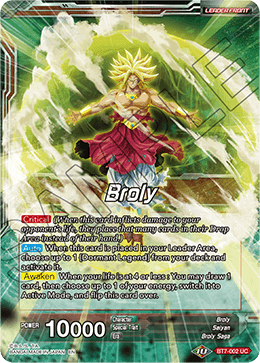 LEADER FRONT
Broly
Critical (When this card inflicts damage to your
opponent's life, they place that many cards in their Drop
Area instead of their hand.)
Auto When this card is placed in your Leader Area,
choose up to 1 [Dormant Legend] from your deck and
activate it.
Awaken When your life is at 4 or less : You may draw
1 card, then choose up to 1 of your energy, switch it to
Active Mode, and flip this card over.
POWER 10000
Character Broly
Special Trait Saiyan
Era Broly Saga
BT7-002 UC